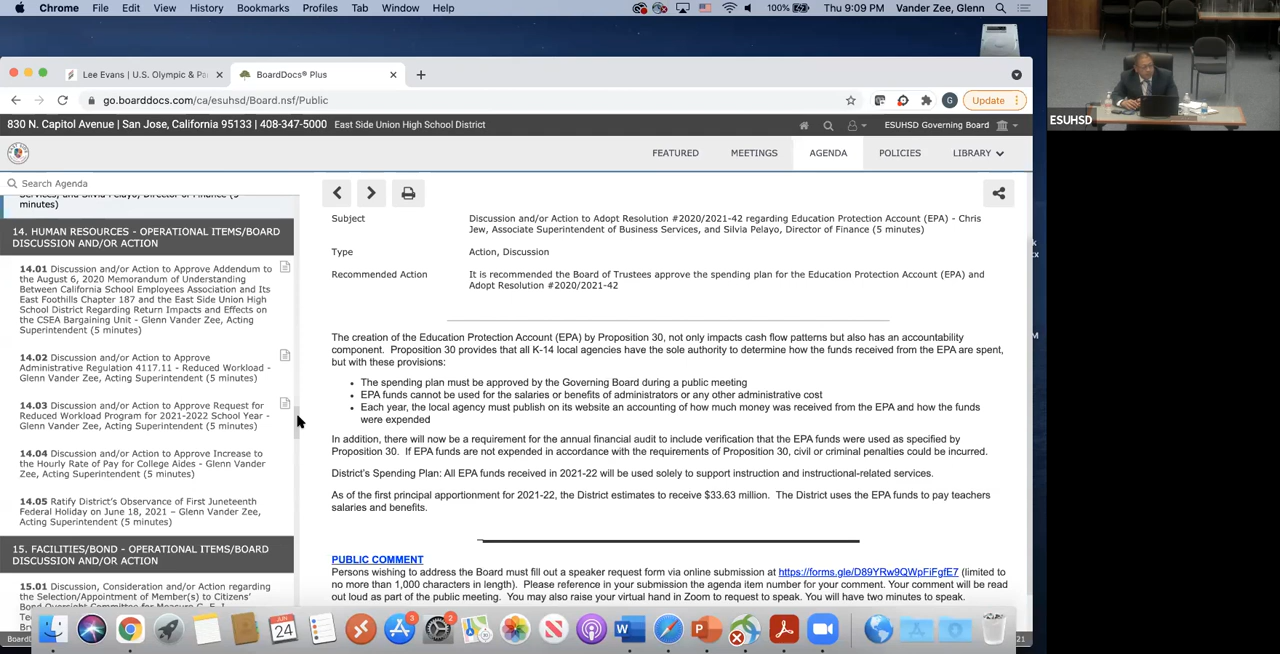 Chrome File Edit View History Bookmarks Profiles Tab Window Help 100% Thu 9:09 PM Vander Zee, Glenn
Lee Evans | U.S. Olympic & Pa
BoardDocs® Plus
go.boarddocs.com/ca/esuhsd/Board.nsf/Public
G
Update
830 N. Capitol Avenue | San Jose, California 95133 | 408-347-5000 East Side Union High School District
ESUHSD Governing Board
FEATURED MEETINGS AGENDA POLICIES LIBRARY
Search Agenda
Services, and Silvia Pelayo, Director of Finance (5
minutes)
14. HUMAN RESOURCES - OPERATIONAL ITEMS/BOARD
DISCUSSION AND/OR ACTION
14.01 Discussion and/or Action to Approve Addendum to
the August 6, 2020 Memorandum of Understanding
Between California School Employees Association and Its
East Foothills Chapter 187 and the East Side Union High
School District Regarding Return Impacts and Effects on
the CSEA Bargaining Unit - Glenn Vander Zee, Acting
Superintendent (5 minutes)
14.02 Discussion and/or Action to Approve
Administrative Regulation 4117.11 - Reduced Workload -
Glenn Vander Zee, Acting Superintendent (5 minutes)
14.03 Discussion and/or Action to Approve Request for
Reduced Workload Program for 2021-2022 School Year -
Glenn Vander Zee, Acting Superintendent (5 minutes)
14.04 Discussion and/or Action to Approve Increase to
the Hourly Rate of Pay for College Aides - Glenn Vander
Zee, Acting Superintendent (5 minutes)
14.05 Ratify District's Observance of First Juneteenth
Federal Holiday on June 18, 2021 – Glenn Vander Zee,
Acting Superintendent (5 minutes)
15. FACILITIES/BOND - OPERATIONAL ITEMS/BOARD
DISCUSSION AND/OR ACTION
15.01 Discussion, Consideration and/or Action regarding
the Selection/Appointment of Member(s) to Citizens'
Subject
Discussion and/or Action to Adopt Resolution #2020/2021-42 regarding Education Protection Account (EPA) - Chris
Jew, Associate Superintendent of Business Services, and Silvia Pelayo, Director of Finance (5 minutes)
Type
Action, Discussion
Recommended Action
It is recommended the Board of Trustees approve the spending plan for the Education Protection Account (EPA) and
Adopt Resolution #2020/2021-42
The creation of the Education Protection Account (EPA) by Proposition 30, not only impacts cash flow patterns but also has an accountability
component. Proposition 30 provides that all K-14 local agencies have the sole authority to determine how the funds received from the EPA are spent,
but with these provisions:
• The spending plan must be approved by the Governing Board during a public meeting
• EPA funds cannot be used for the salaries or benefits of administrators or any other administrative cost
• Each year, the local agency must publish on its website an accounting of how much money was received from the EPA and how the funds
were expended
In addition, there will now be a requirement for the annual financial audit to include verification that the EPA funds were used as specified by
Proposition 30. If EPA funds are not expended in accordance with the requirements of Proposition 30, civil or criminal penalties could be incurred.
District's Spending Plan: All EPA funds received in 2021-22 will be used solely to support instruction and instructional-related services.
As of the first principal apportionment for 2021-22, the District estimates to receive $33.63 million. The District uses the EPA funds to pay teachers
salaries and benefits.
PUBLIC COMMENT
Persons wishing to address the Board must fill out a speaker request form via online submission at https://forms.gle/D89YRw9QWpFiFgfE7 (limited to
no more than 1,000 characters in length). Please reference in your submission the agenda item number for your comment. Your comment will be read
out loud as part of the public meeting. You may also raise your virtual hand in Zoom to request to speak. You will have two minutes to speak.
3
2
JUN
24
W
P
21
ESUHSD